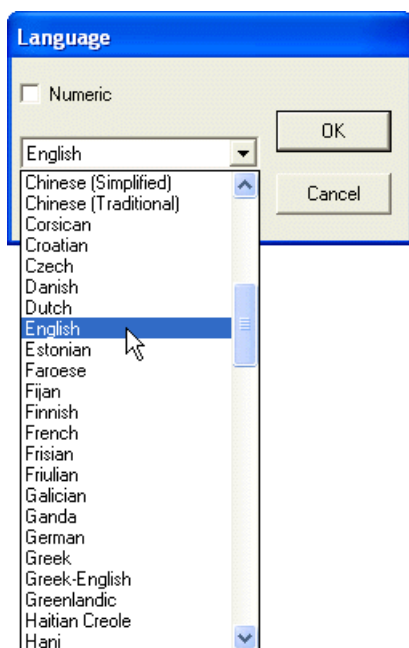 Language
Numeric
OK
English
Cancel
Chinese (Simplified)
Chinese (Traditional)
Corsican
Croatian
Czech
Danish
Dutch
English
Estonian
Faroese
Fijan
Finnish
French
Frisian
Friulian
Galician
Ganda
German
Greek
Greek-English
Greenlandic
Haitian Creole
Hani